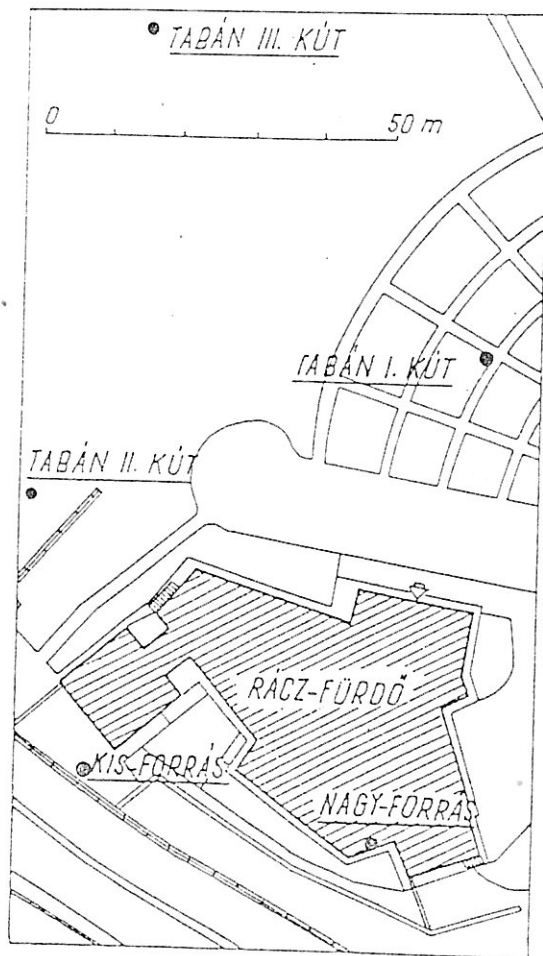 TABÁN III. KÚT
0 50 m
TABÁN I. KÚT
TABÁN II. KÚT
RÁCZ-FÜRDŐ
KIS-FORRÁS
NAGY-FORRÁS